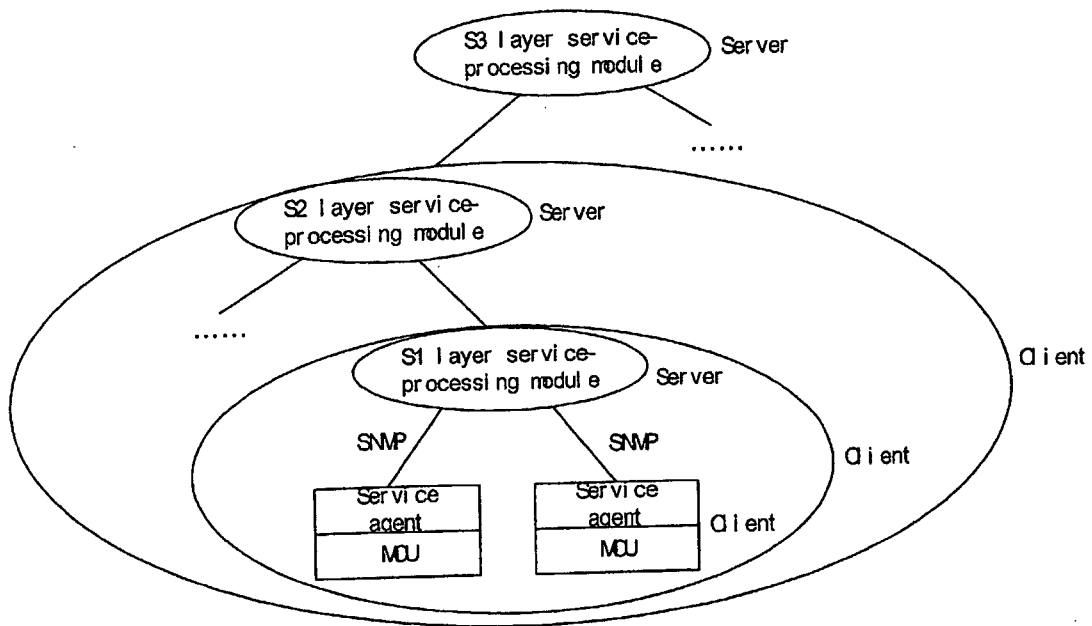 S3 layer service-
processing module
Server
......
S2 layer service-
processing module
Server
......
S1 layer service-
processing module
Server
Client
SNMP
SNMP
Client
Service
agent
MCU
Service
agent
MCU
Client